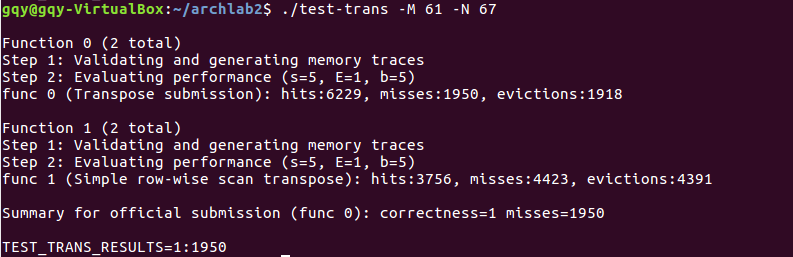 gqy@gqy-VirtualBox:~/archlab2$ ./test-trans -M 61 -N 67
Function 0 (2 total)
Step 1: Validating and generating memory traces
Step 2: Evaluating performance (s=5, E=1, b=5)
func 0 (Transpose submission): hits:6229, misses:1950, evictions:1918
Function 1 (2 total)
Step 1: Validating and generating memory traces
Step 2: Evaluating performance (s=5, E=1, b=5)
func 1 (Simple row-wise scan transpose): hits:3756, misses:4423, evictions:4391
Summary for official submission (func 0): correctness=1 misses=1950
TEST_TRANS_RESULTS=1:1950